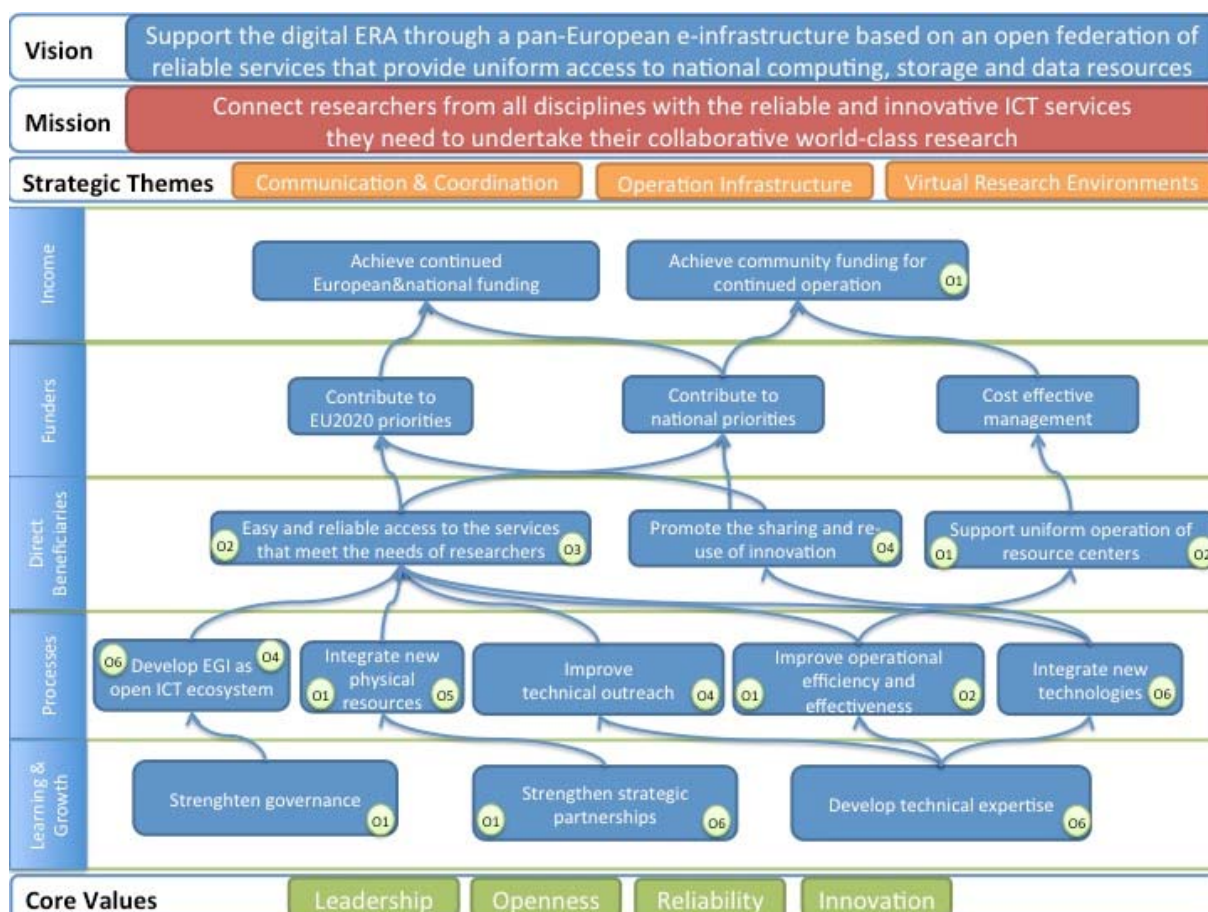 Vision
Support the digital ERA through a pan-European e-infrastructure based on an open federation of
reliable services that provide uniform access to national computing, storage and data resources
Mission
Connect researchers from all disciplines with the reliable and innovative ICT services
they need to undertake their collaborative world-class research
Strategic Themes
Communication & Coordination
Operation Infrastructure
Virtual Research Environments
Income
Achieve continued
European&national funding
Achieve community funding for
continued operation
O1
Funders
Contribute to
EU2020 priorities
Contribute to
national priorities
Cost effective
management
Direct
Beneficiaries
O2
Easy and reliable access to the services
that meet the needs of researchers
O3
Promote the sharing and re-
use of innovation
O4
O1
Support uniform operation of
resource centers
O2
Processes
O6
Develop EGI as
open ICT ecosystem
O4
O1
Integrate new
physical
resources
O5
Improve
technical outreach
O4
O1
Improve operational
efficiency and
effectiveness
O2
Integrate new
technologies
O6
Learning &
Growth
Strenghten governance
O1
O1
Strengthen strategic
partnerships
O6
Develop technical expertise
O6
Core Values
Leadership
Openness
Reliability
Innovation